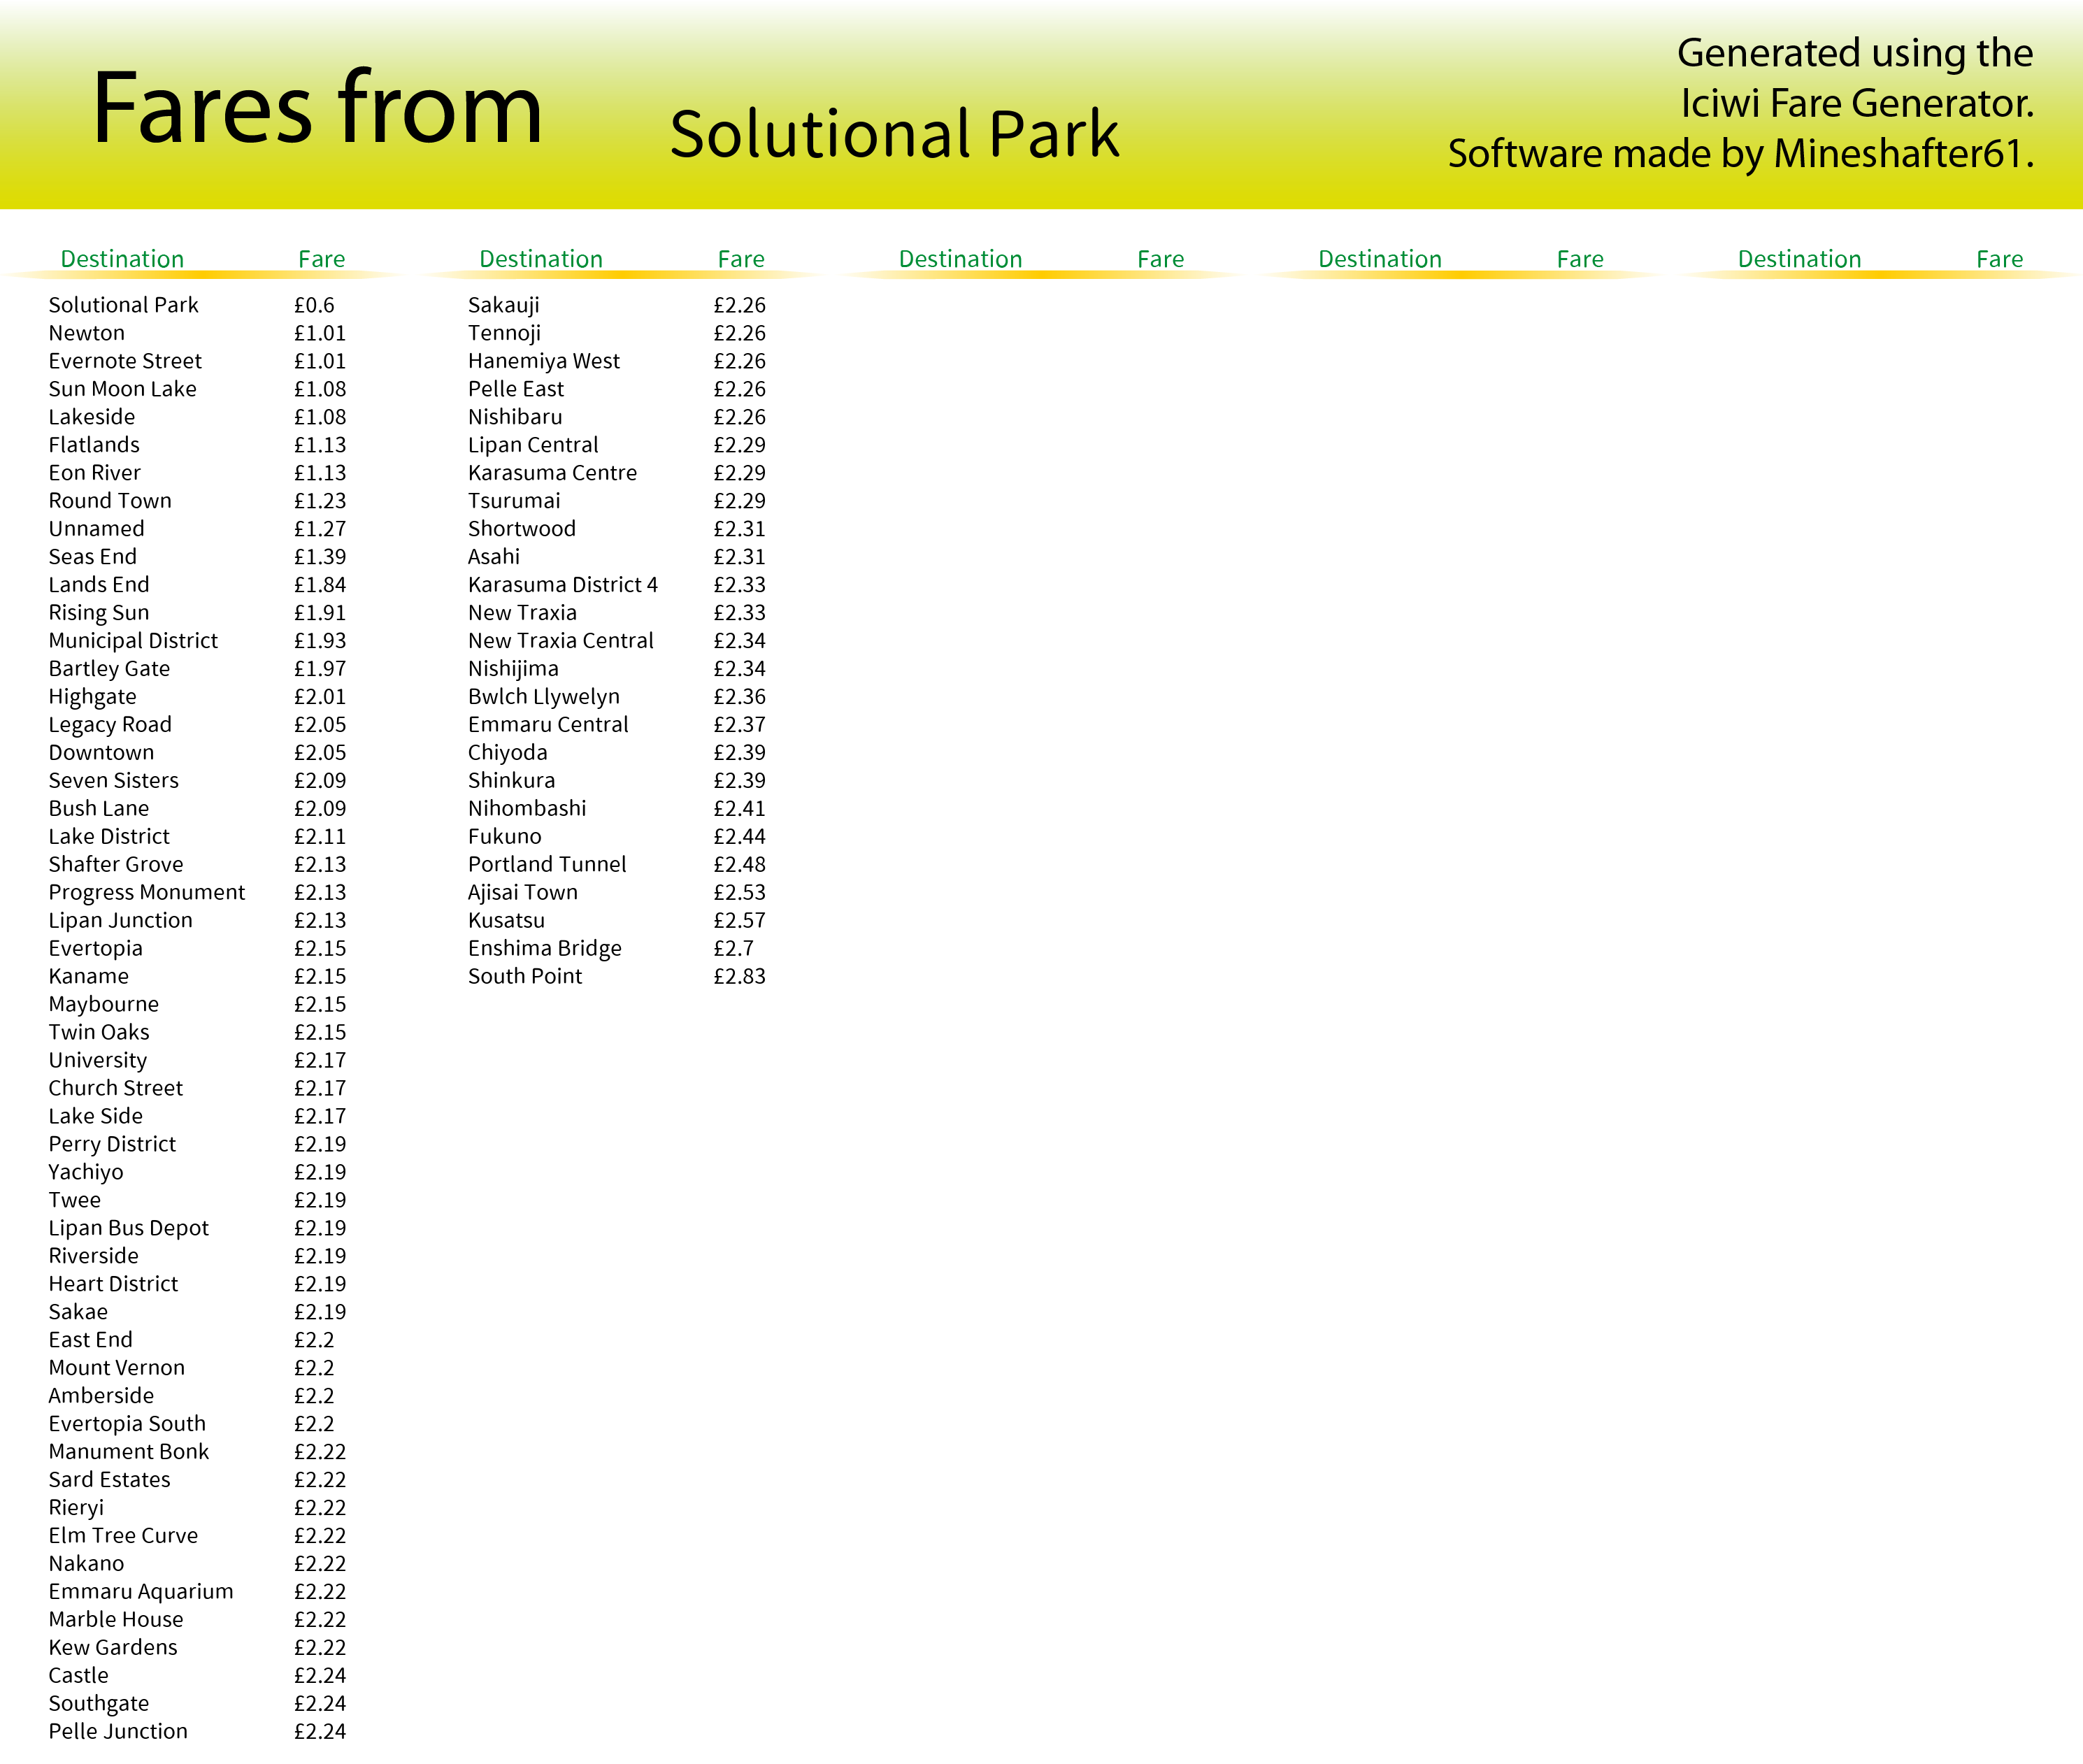 Fares from
Solutional Park
Generated using the
Iciwi Fare Generator.
Software made by Mineshafter61.
Destination Fare
Solutional Park £0.6
Newton £1.01
Evernote Street £1.01
Sun Moon Lake £1.08
Lakeside £1.08
Flatlands £1.13
Eon River £1.13
Round Town £1.23
Unnamed £1.27
Seas End £1.39
Lands End £1.84
Rising Sun £1.91
Municipal District £1.93
Bartley Gate £1.97
Highgate £2.01
Legacy Road £2.05
Downtown £2.05
Seven Sisters £2.09
Bush Lane £2.09
Lake District £2.11
Shafter Grove £2.13
Progress Monument £2.13
Lipan Junction £2.13
Evertopia £2.15
Kaname £2.15
Maybourne £2.15
Twin Oaks £2.15
University £2.17
Church Street £2.17
Lake Side £2.17
Perry District £2.19
Yachiyo £2.19
Twee £2.19
Lipan Bus Depot £2.19
Riverside £2.19
Heart District £2.19
Sakae £2.19
East End £2.2
Mount Vernon £2.2
Amberside £2.2
Evertopia South £2.2
Manument Bonk £2.22
Sard Estates £2.22
Rieryi £2.22
Elm Tree Curve £2.22
Nakano £2.22
Emmaru Aquarium £2.22
Marble House £2.22
Kew Gardens £2.22
Castle £2.24
Southgate £2.24
Pelle Junction £2.24
Destination Fare
Sakauji £2.26
Tennoji £2.26
Hanemiya West £2.26
Pelle East £2.26
Nishibaru £2.26
Lipan Central £2.29
Karasuma Centre £2.29
Tsurumai £2.29
Shortwood £2.31
Asahi £2.31
Karasuma District 4 £2.33
New Traxia £2.33
New Traxia Central £2.34
Nishijima £2.34
Bwlch Llywelyn £2.36
Emmaru Central £2.37
Chiyoda £2.39
Shinkura £2.39
Nihombashi £2.41
Fukuno £2.44
Portland Tunnel £2.48
Ajisai Town £2.53
Kusatsu £2.57
Enshima Bridge £2.7
South Point £2.83
Destination Fare
Destination Fare
Destination Fare